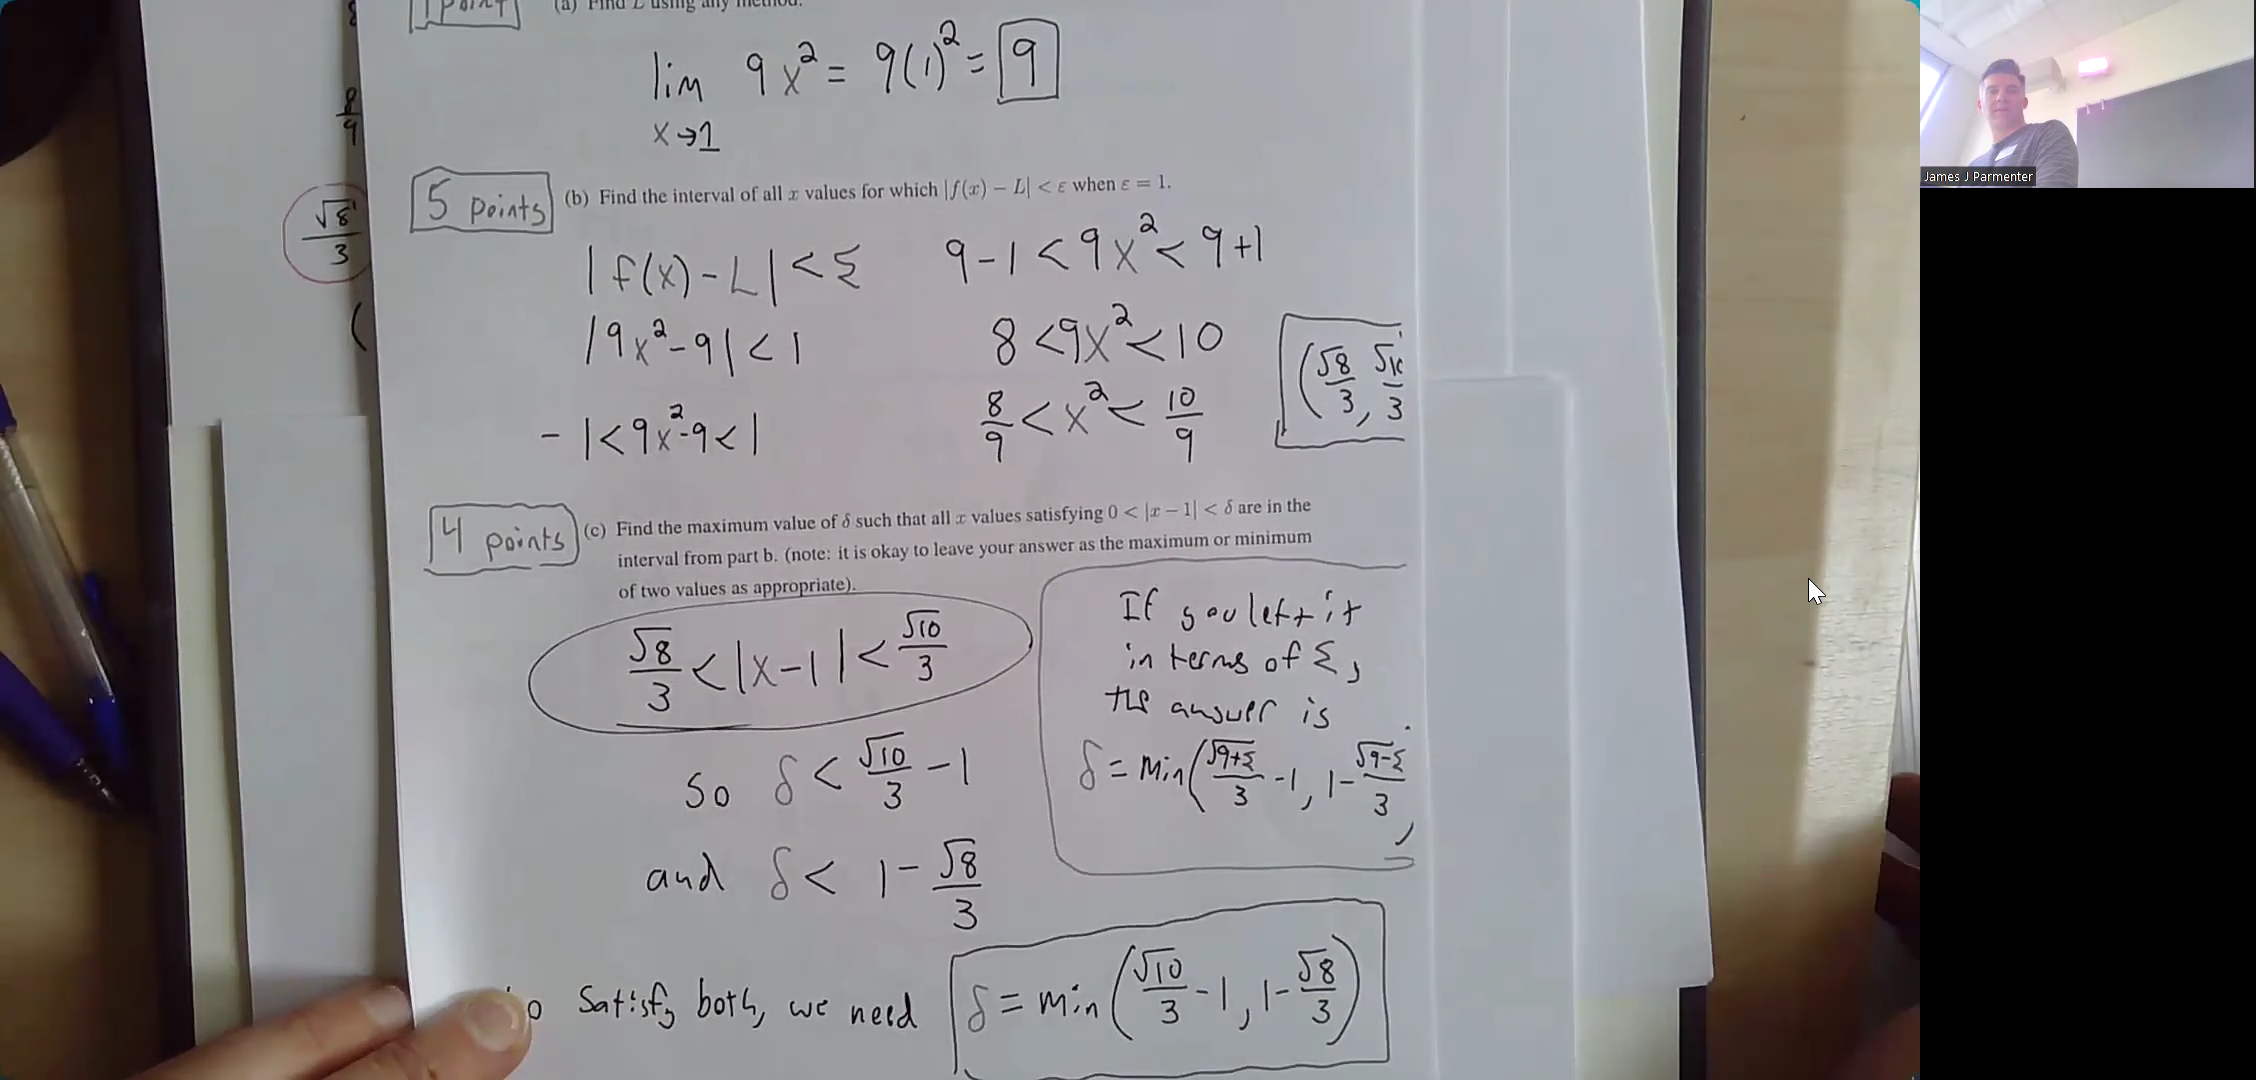 1 point
(a) Find L using any method.
lim 9x² = 9(1)² = 9
x→1
8
9
√8
3
(
5 points
(b) Find the interval of all x values for which |f(x) − L| < ε when ε = 1.
|f(x) - L| < ε
|9x² - 9| < 1
- 1 < 9x² - 9 < 1
9 - 1 < 9x² < 9 + 1
8 < 9x² < 10
8/9 < x² < 10/9
(√8/3, √10/3
4 points
(c) Find the maximum value of δ such that all x values satisfying 0 < |x − 1| < δ are in the
interval from part b. (note: it is okay to leave your answer as the maximum or minimum
of two values as appropriate).
√8/3 < |x - 1| < √10/3
so δ < √10/3 - 1
and δ < 1 - √8/3
If you left it
in terms of ε,
the answer is
δ = min(√9+ε/3 - 1, 1 - √9-ε/3
)
o satisfy both, we need
δ = min(√10/3 - 1, 1 - √8/3)
James J Parmenter